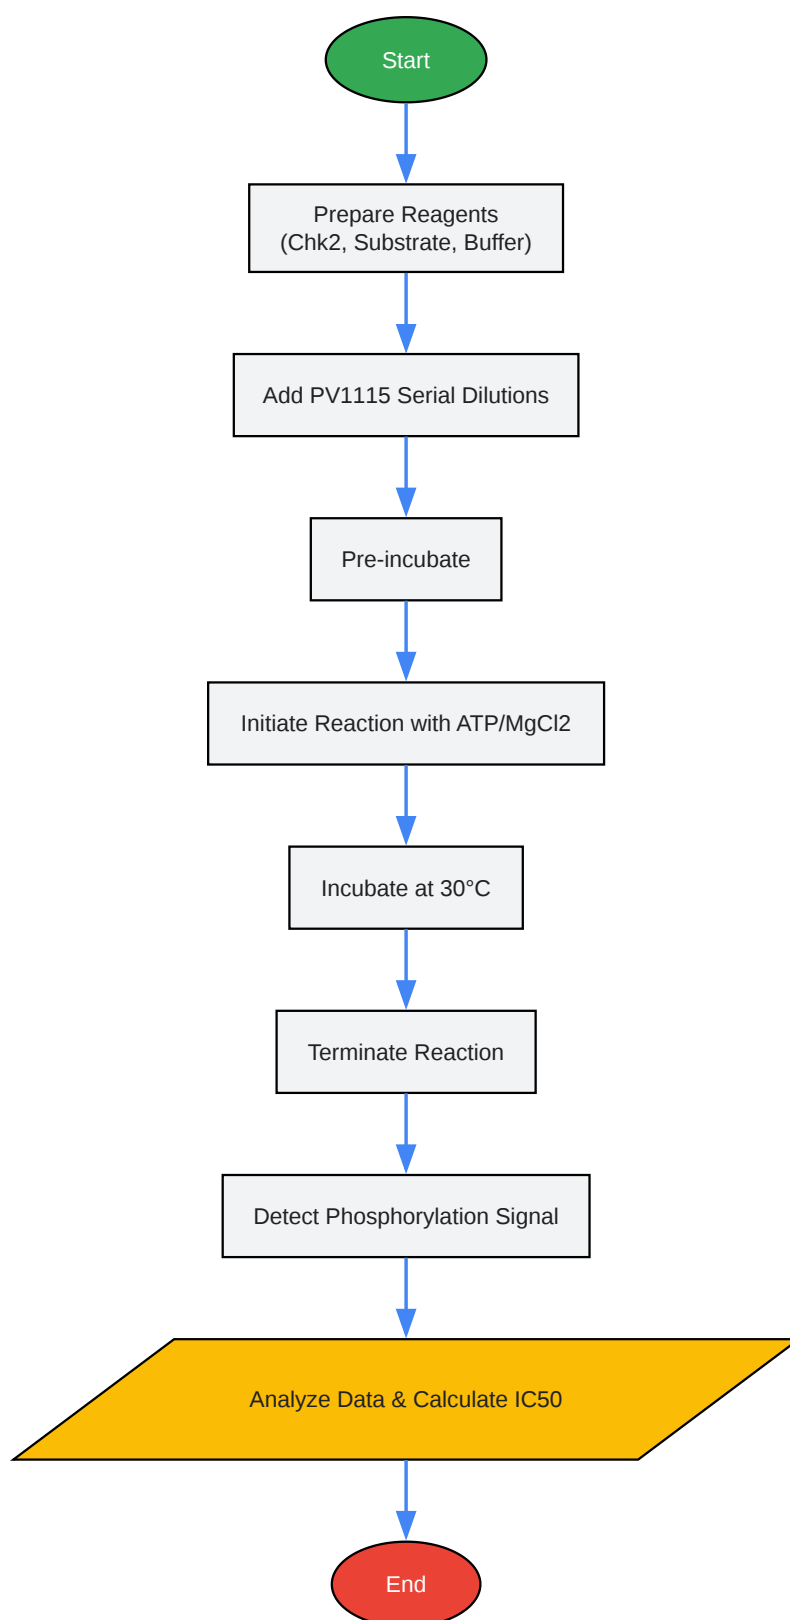 Start
Prepare Reagents
(Chk2, Substrate, Buffer)
Add PV1115 Serial Dilutions
Pre-incubate
Initiate Reaction with ATP/MgCl2
Incubate at 30°C
Terminate Reaction
Detect Phosphorylation Signal
Analyze Data & Calculate IC50
End